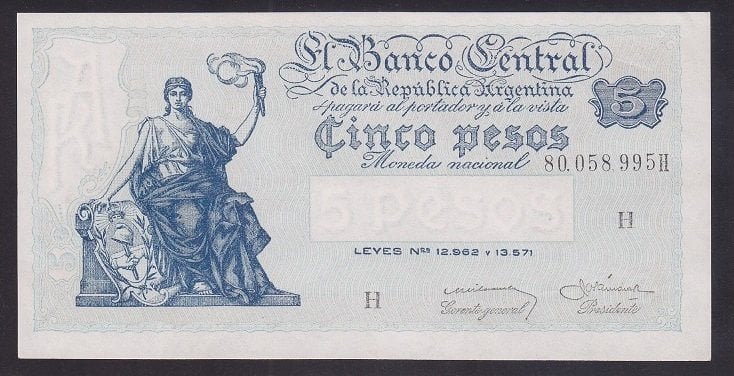 El Banco Central
de la República Argentina
pagará al portador y á la vista
5
Cinco pesos
Moneda nacional
80.058.995H
5 Pesos
H
LEYES Nos 12.962 Y 13.571
H
Gerente general
Presidente